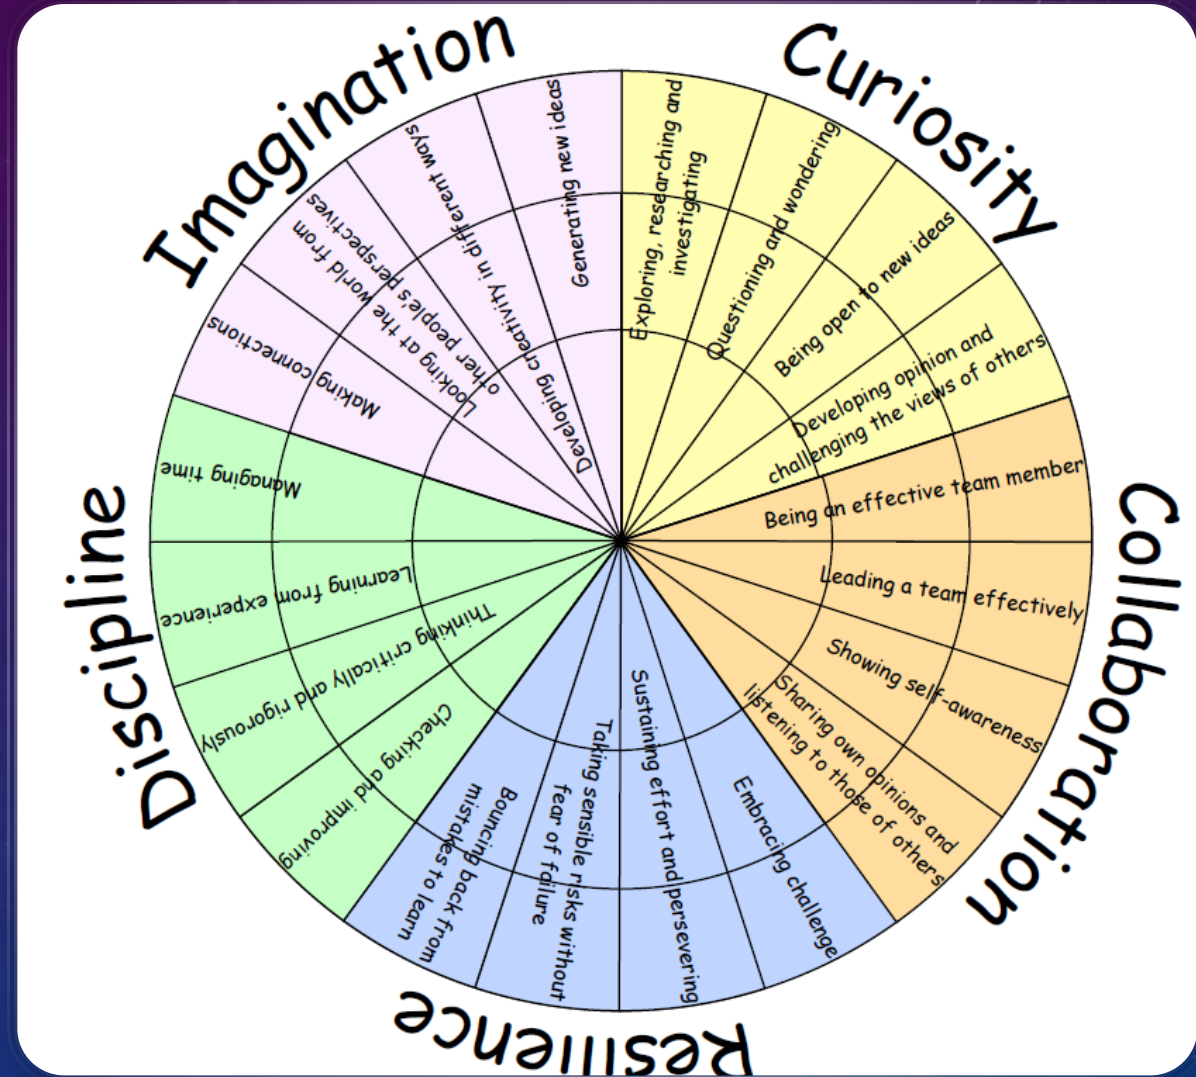 Curiosity
Exploring, researching and
investigating
Questioning and wondering
Being open to new ideas
Developing opinion and
challenging the views of others
Collaboration
Being an effective team member
Leading a team effectively
Showing self-awareness
Sharing own opinions and
listening to those of others
Resilience
Embracing challenge
Sustaining effort and persevering
Taking sensible risks without
fear of failure
Bouncing back from
mistakes to learn
Discipline
Checking and improving
Thinking critically and rigorously
Learning from experience
Managing time
Imagination
Making connections
Looking at the world from
other people's perspectives
Developing creativity in different ways
Generating new ideas